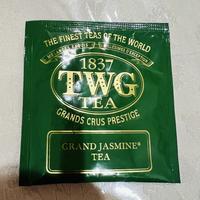 THE FINEST TEAS OF THE WORLD
1837
TWG
TEA
GRANDS CRUS PRESTIGE
GRAND JASMINE®
TEA